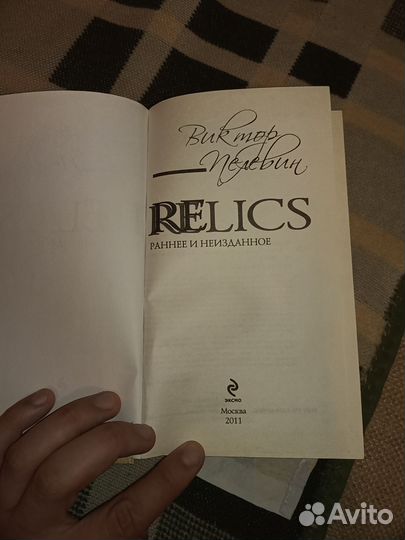 Виктор
Пелевин
RELICS
РАННЕЕ И НЕИЗДАННОЕ
ЭКСМО
Москва
2011
Avito